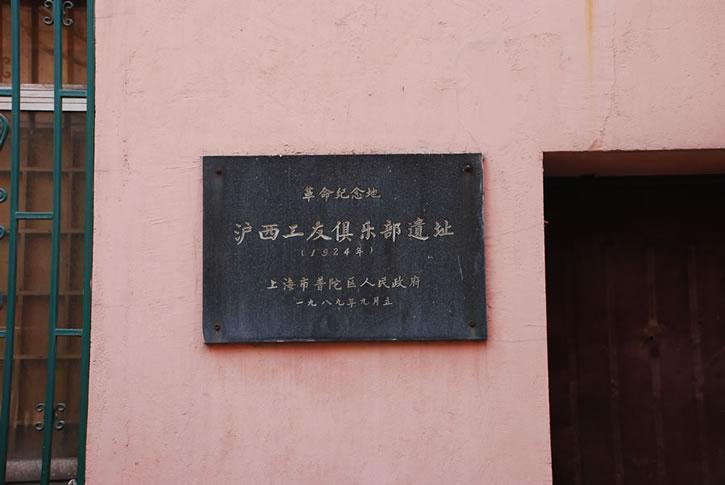 革命纪念地
沪西工友俱乐部遗址
(1924年)
上海市普陀区人民政府
一九八九年九月立